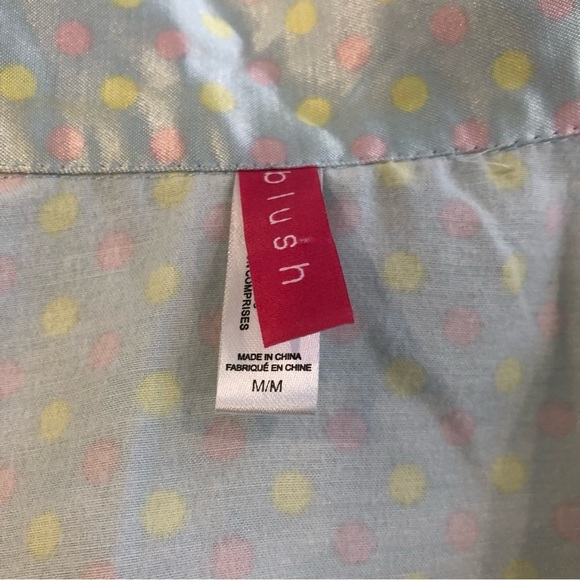 blush
COMPRISES
MADE IN CHINA
FABRIQUÉ EN CHINE
M/M